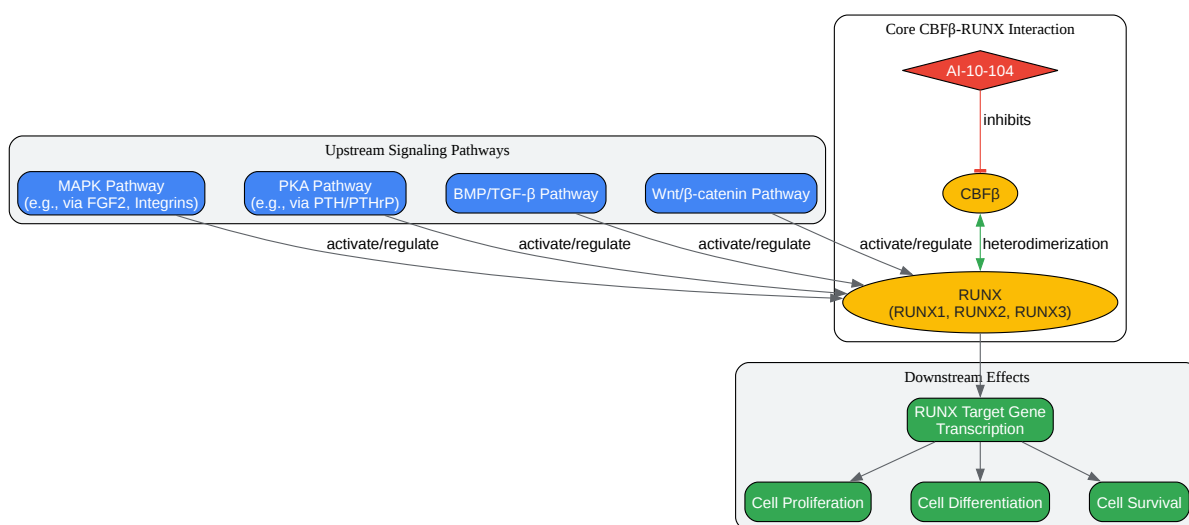 Core CBFβ-RUNX Interaction
AI-10-104
inhibits
Upstream Signaling Pathways
MAPK Pathway
(e.g., via FGF2, Integrins)
PKA Pathway
(e.g., via PTH/PTHrP)
BMP/TGF-β Pathway
Wnt/β-catenin Pathway
CBFβ
activate/regulate
activate/regulate
activate/regulate
activate/regulate
heterodimerization
RUNX
(RUNX1, RUNX2, RUNX3)
Downstream Effects
RUNX Target Gene
Transcription
Cell Proliferation
Cell Differentiation
Cell Survival